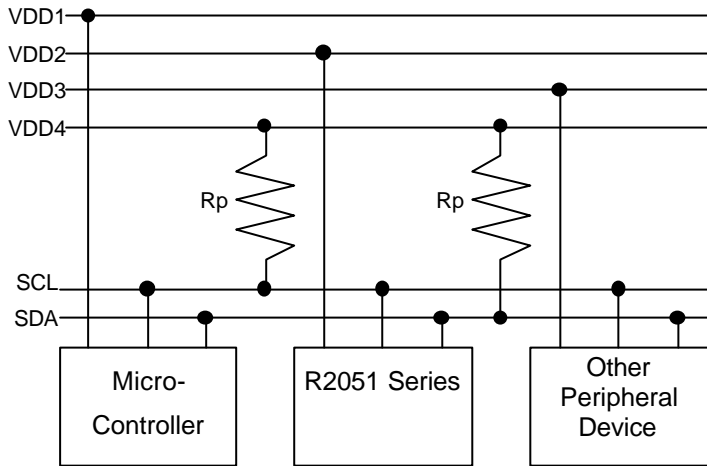 VDD1
VDD2
VDD3
VDD4
Rp
Rp
SCL
SDA
Micro-
Controller
R2051 Series
Other
Peripheral
Device